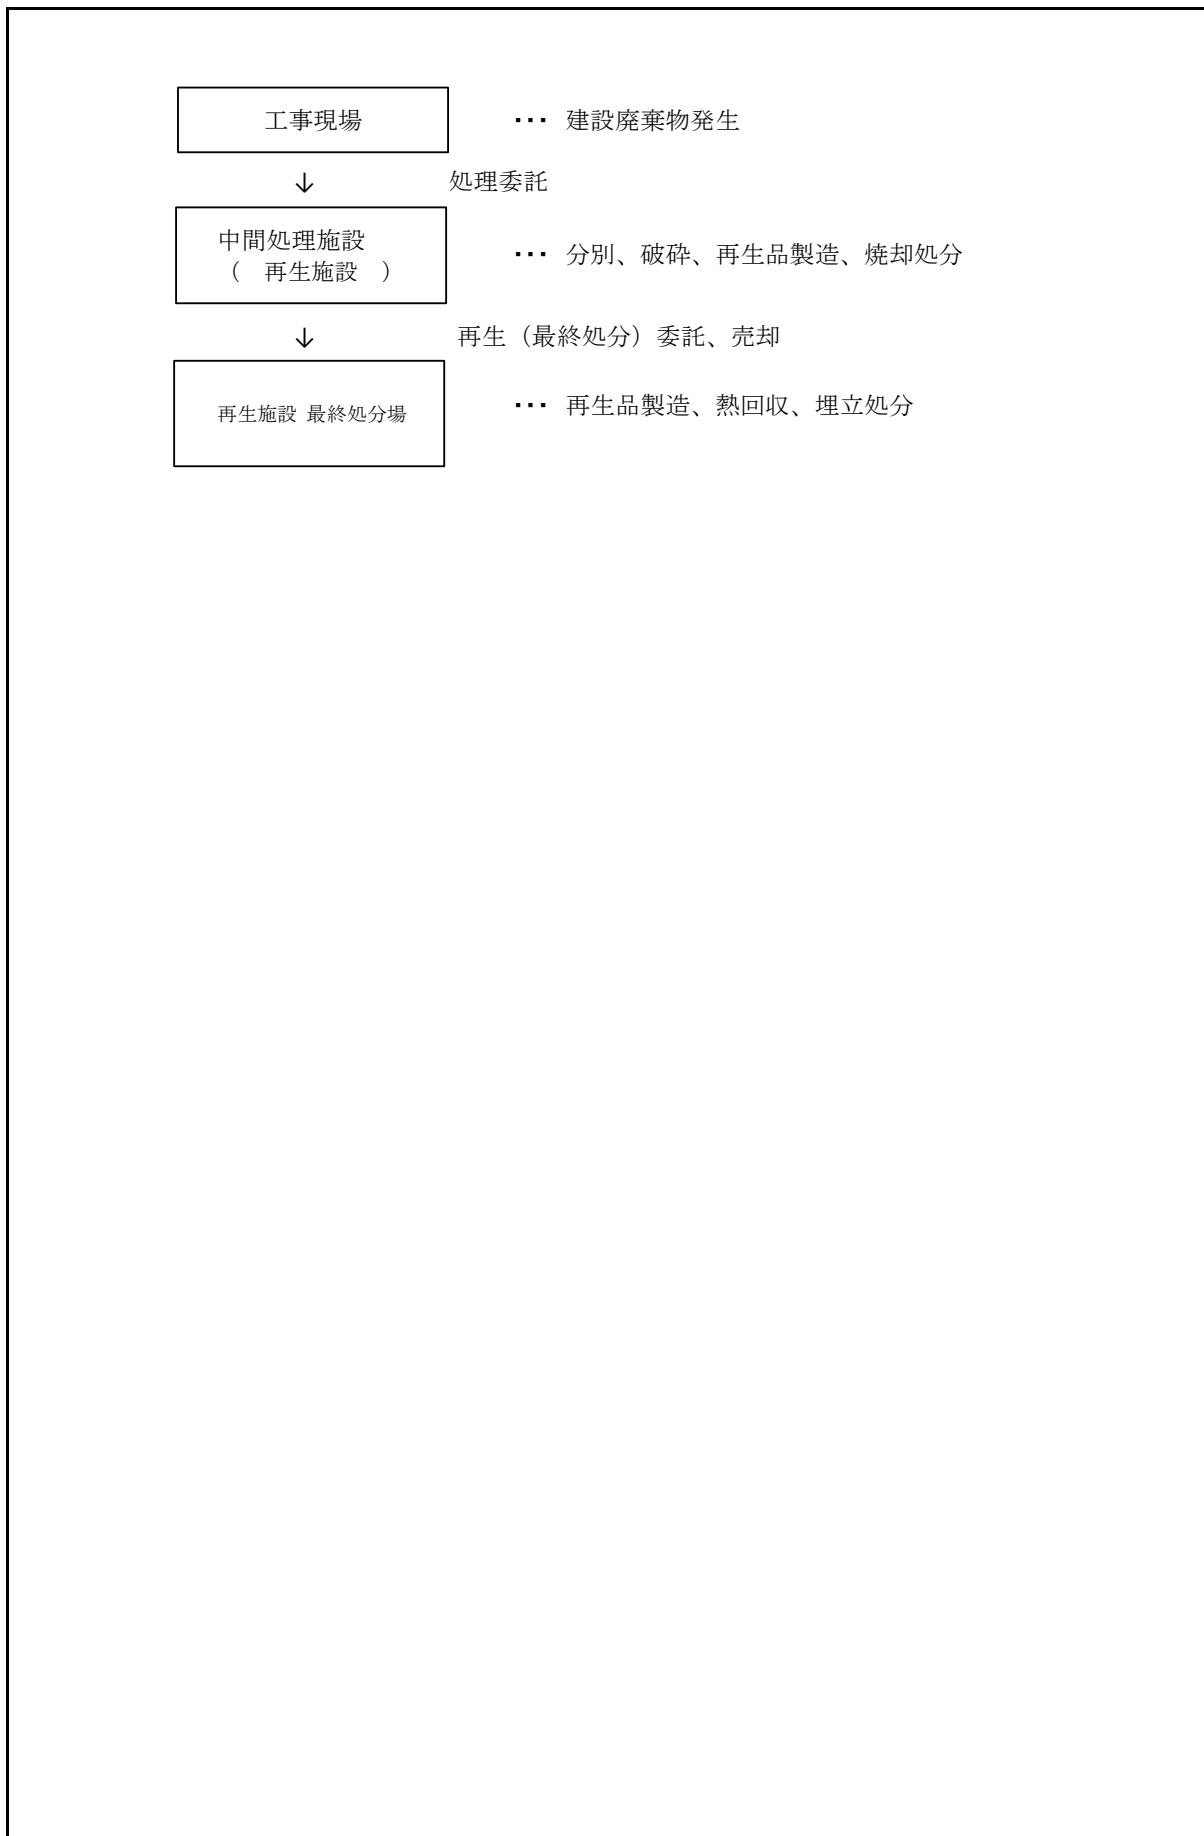 工事現場 ··· 建設廃棄物発生
↓ 処理委託
中間処理施設
（ 再生施設 ） ··· 分別、破砕、再生品製造、焼却処分
↓ 再生（最終処分）委託、売却
再生施設 最終処分場 ··· 再生品製造、熱回収、埋立処分